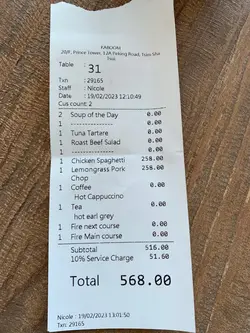 KABOOM
20/F, Prince Tower, 12A Peking Road, Tsim Sha
Tsui
Table : 31
Txn : 29165
Staff : Nicole
Date : 19/02/2023 12:10:49
Cus count: 2
2 Soup of the Day 0.00
1 --------------- 0.00
1 Tuna Tartare 0.00
1 Roast Beef Salad 0.00
1 --------------- 0.00
1 Chicken Spaghetti 258.00
1 Lemongrass Pork 258.00
Chop
1 Coffee 0.00
Hot Cappuccino
1 Tea 0.00
hot earl grey
1 Fire next course 0.00
1 Fire Main course 0.00
Subtotal 516.00
10% Service Charge 51.60
Total 568.00
Nicole : 19/02/2023 13:01:50
Txn: 29165